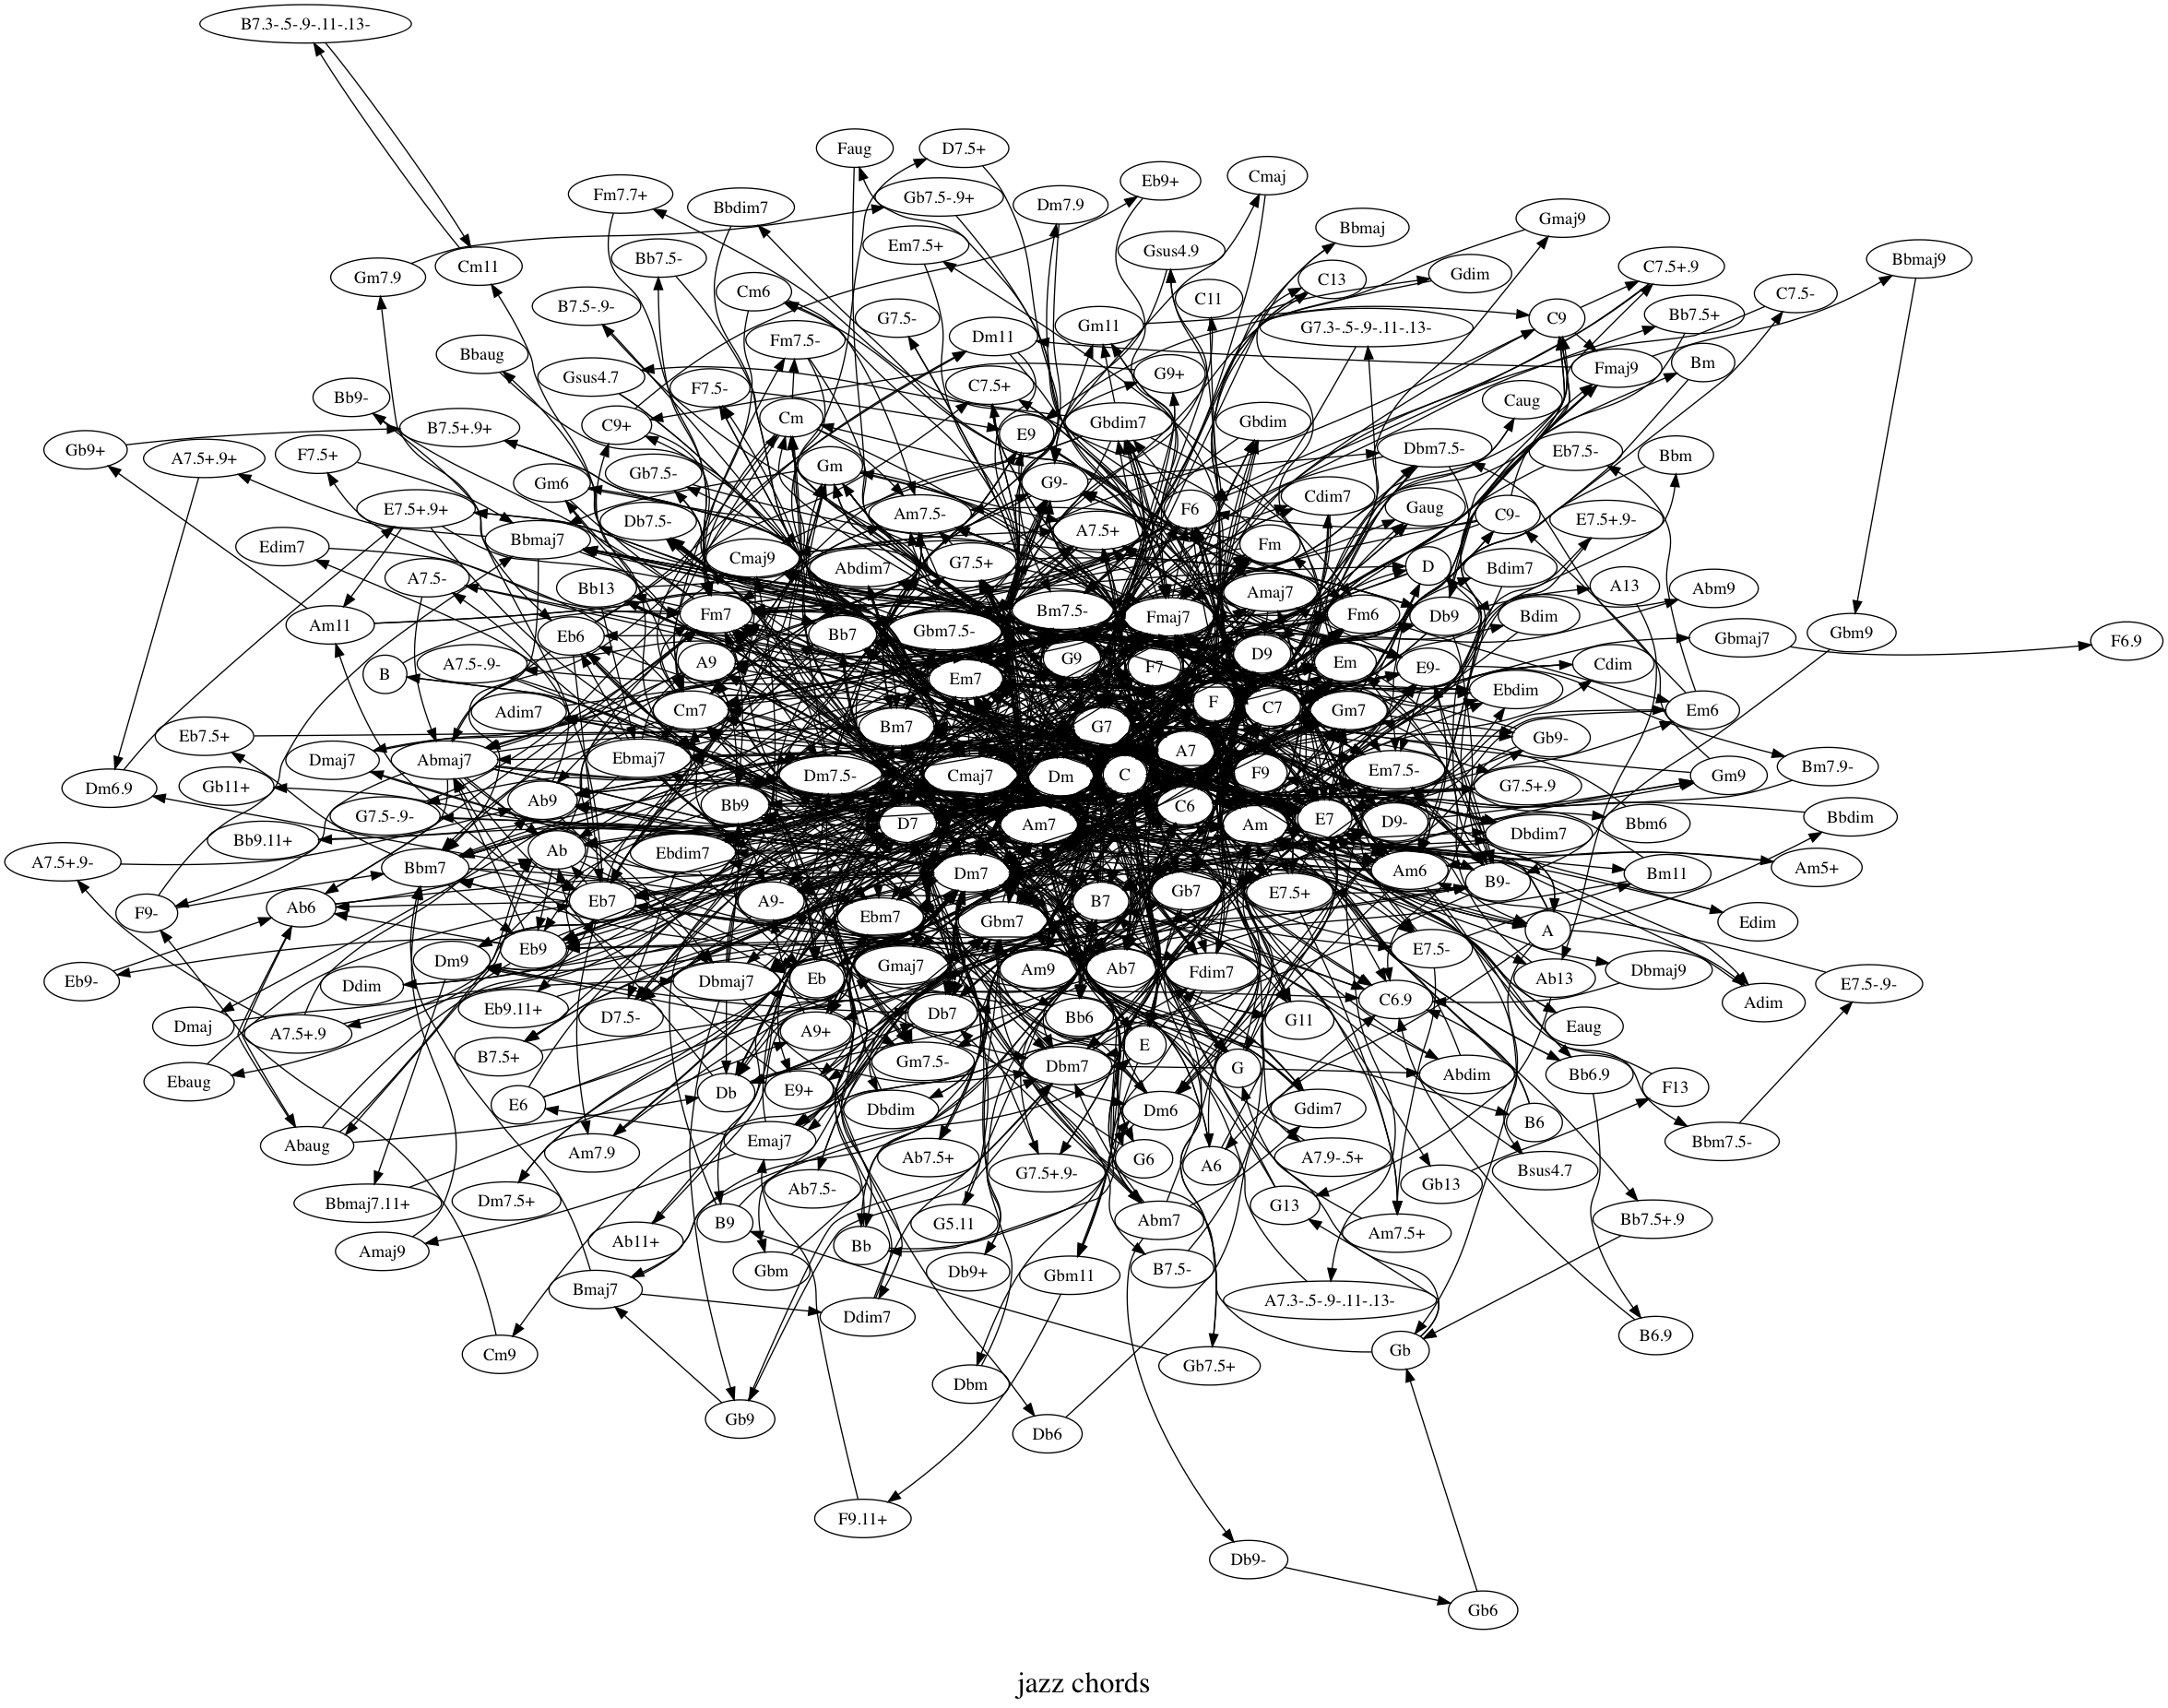 B7.3-.5-.9-.11-.13-
Faug
D7.5+
Cmaj
Eb9+
Fm7.7+
Gb7.5-.9+
Bbdim7
Dm7.9
Gmaj9
Bbmaj
Em7.5+
Gsus4.9
Bb7.5-
Bbmaj9
Cm11
C7.5+.9
Gdim
Gm7.9
C13
Cm6
C7.5-
C11
B7.5-.9-
Bb7.5+
G7.5-
C9
Gm11
G7.3-.5-.9-.11-.13-
Dm11
Fm7.5-
Bbaug
Bm
Fmaj9
G9+
Gsus4.7
C7.5+
F7.5-
Bb9-
Caug
Cm
Gbdim7
Gbdim
C9+
B7.5+.9+
E9
Dbm7.5-
Gb9+
Eb7.5-
F7.5+
Bbm
A7.5+.9+
Gm
Gb7.5-
Gm6
G9-
Cdim7
Gaug
E7.5+.9+
F6
Am7.5-
C9-
E7.5+.9-
Db7.5-
A7.5+
Bbmaj7
Fm
Edim7
Cmaj9
G7.5+
D
Abdim7
Bdim7
A7.5-
Bb13
A13
Abm9
Amaj7
Bm7.5-
Fm7
Fm6
Db9
Fmaj7
Bdim
Am11
Gbm7.5-
Bb7
Eb6
Gbm9
Gbmaj7
F6.9
D9
G9
A9
Em
A7.5-.9-
Cdim
F7
E9-
B
Em7
Ebdim
F
C7
Gm7
Cm7
Em6
Adim7
G7
Bm7
Eb7.5+
Gb9-
A7
Ebmaj7
Dmaj7
Abmaj7
Bm7.9-
Em7.5-
F9
C
Dm
Cmaj7
Dm7.5-
Gm9
G7.5+.9
Gb11+
Dm6.9
Ab9
Bb9
C6
G7.5-.9-
Bbdim
E7
D9-
Bbm6
D7
Am7
Am
Dbdim7
Bb9.11+
Ab
Ebdim7
A7.5+.9-
Bbm7
Am5+
Am6
Dm7
Bm11
B9-
Gb7
E7.5+
Eb7
A9-
B7
Ab6
F9-
Ebm7
Gbm7
Edim
A
Eb9
E7.5-
Dm9
Gmaj7
Am9
Ab7
Fdim7
Dbmaj9
Ab13
Eb
Dbmaj7
Eb9-
Ddim
E7.5-.9-
C6.9
Adim
Eb9.11+
Db7
D7.5-
Bb6
G11
Dmaj
A7.5+.9
A9+
Eaug
E
B7.5+
Gm7.5-
Dbm7
G
Abdim
Bb6.9
Ebaug
F13
E9+
Db
E6
Dbdim
Dm6
Gdim7
B6
Emaj7
Bbm7.5-
Abaug
Am7.9
Ab7.5+
G6
A7.9-.5+
A6
G7.5+.9-
Bsus4.7
Gb13
Ab7.5-
Dm7.5+
Bbmaj7.11+
G13
Abm7
Bb7.5+.9
B9
G5.11
Am7.5+
Ab11+
Bb
Amaj9
B7.5-
Gbm
Db9+
Gbm11
Bmaj7
A7.3-.5-.9-.11-.13-
Ddim7
B6.9
Gb
Cm9
Gb7.5+
Dbm
Gb9
Db6
F9.11+
Db9-
Gb6
jazz chords